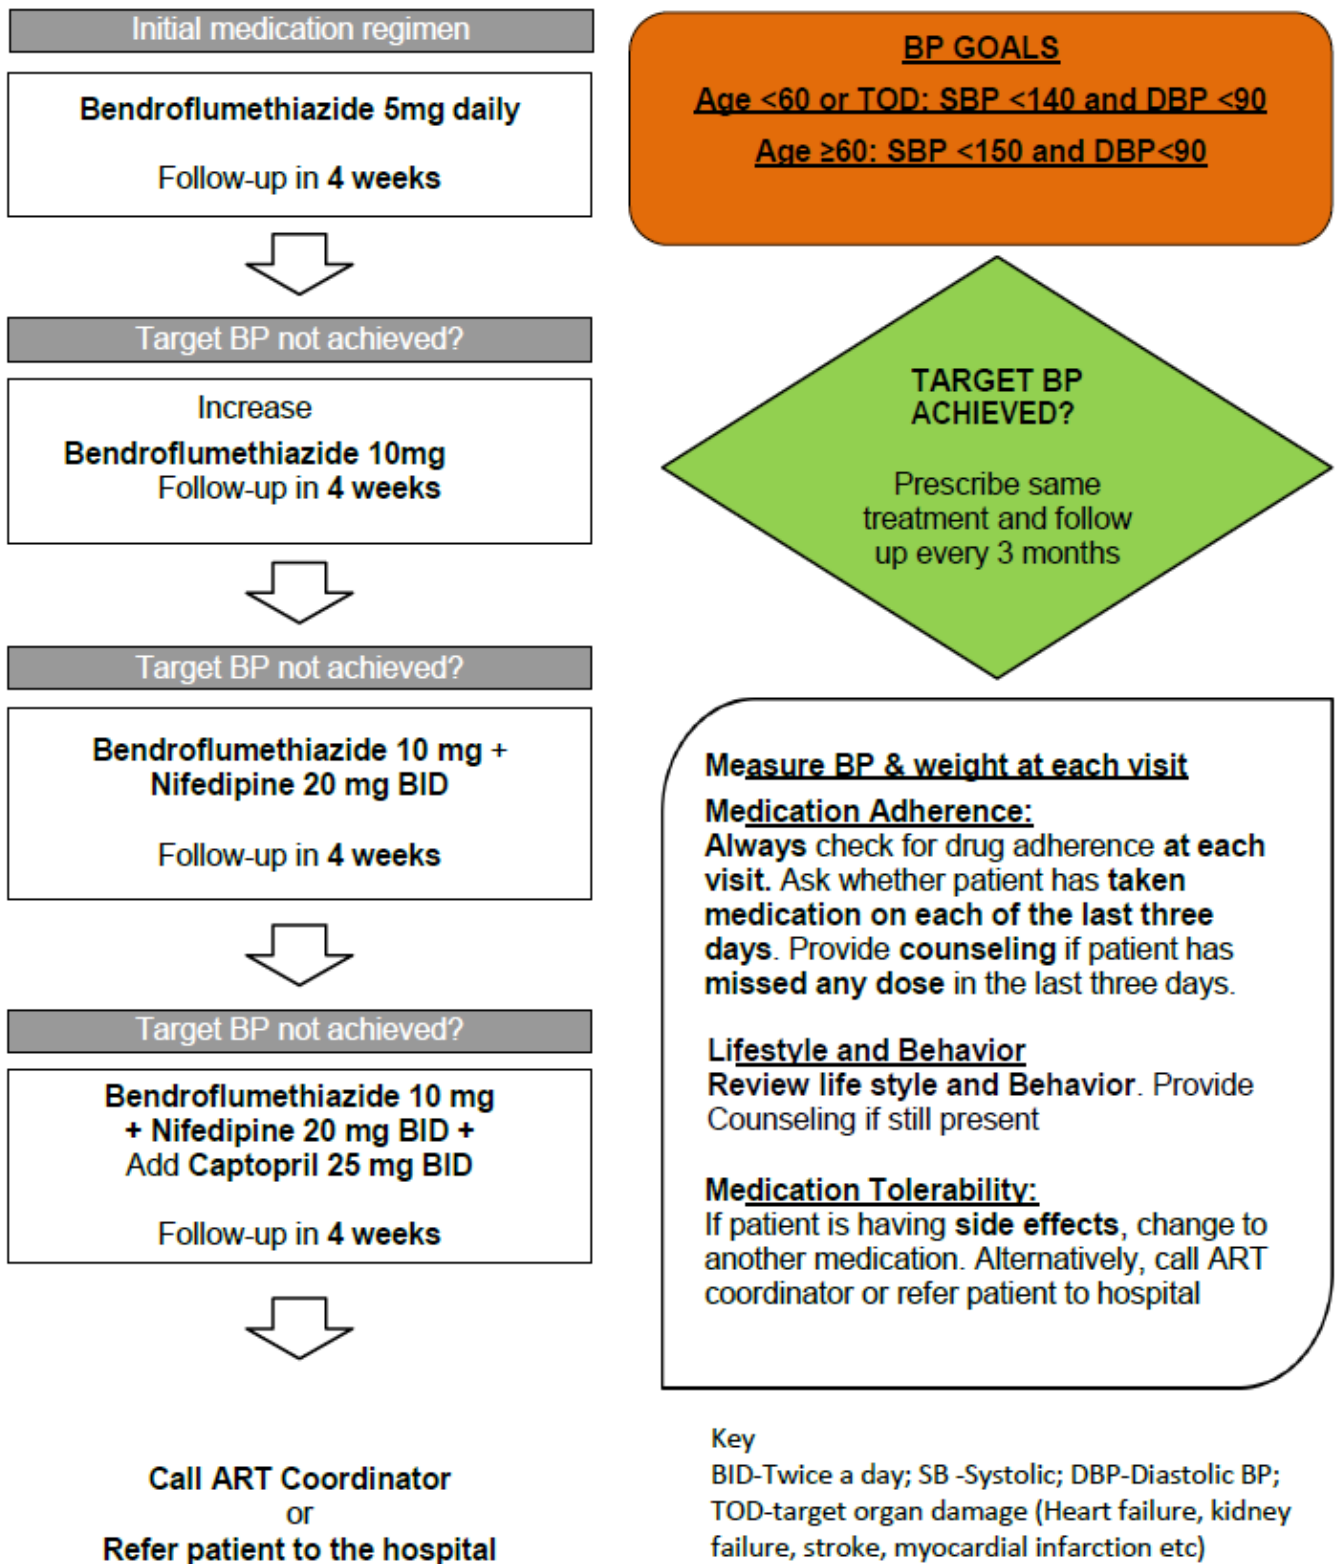 Initial medication regimen
Bendroflumethiazide 5mg daily
Follow-up in 4 weeks
Target BP not achieved?
Increase
Bendroflumethiazide 10mg
Follow-up in 4 weeks
Target BP not achieved?
Bendroflumethiazide 10 mg +
Nifedipine 20 mg BID
Follow-up in 4 weeks
Target BP not achieved?
Bendroflumethiazide 10 mg
+ Nifedipine 20 mg BID +
Add Captopril 25 mg BID
Follow-up in 4 weeks
Call ART Coordinator
or
Refer patient to the hospital
BP GOALS
Age <60 or TOD: SBP <140 and DBP <90
Age ≥60: SBP <150 and DBP<90
TARGET BP
ACHIEVED?
Prescribe same
treatment and follow
up every 3 months
Measure BP & weight at each visit
Medication Adherence:
Always check for drug adherence at each
visit. Ask whether patient has taken
medication on each of the last three
days. Provide counseling if patient has
missed any dose in the last three days.
Lifestyle and Behavior
Review life style and Behavior. Provide
Counseling if still present
Medication Tolerability:
If patient is having side effects, change to
another medication. Alternatively, call ART
coordinator or refer patient to hospital
Key
BID-Twice a day; SB -Systolic; DBP-Diastolic BP;
TOD-target organ damage (Heart failure, kidney
failure, stroke, myocardial infarction etc)